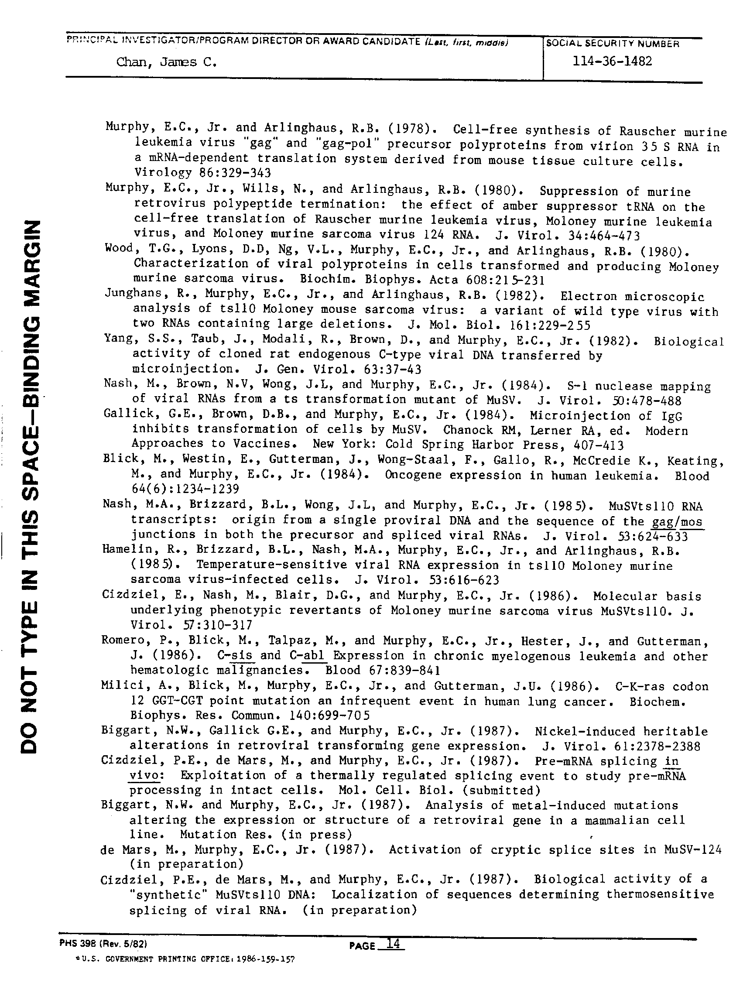 PRINCIPAL INVESTIGATOR/PROGRAM DIRECTOR OR AWARD CANDIDATE (Last, first, middle)
SOCIAL SECURITY NUMBER
Chan, James C.
114-36-1482
Murphy, E.C., Jr. and Arlinghaus, R.B. (1978). Cell-free synthesis of Rauscher murine
leukemia virus "gag" and "gag-pol" precursor polyproteins from virion 35 S RNA in
a mRNA-dependent translation system derived from mouse tissue culture cells.
Virology 86:329-343
Murphy, E.C., Jr., Wills, N., and Arlinghaus, R.B. (1980). Suppression of murine
retrovirus polypeptide termination: the effect of amber suppressor tRNA on the
cell-free translation of Rauscher murine leukemia virus, Moloney murine leukemia
virus, and Moloney murine sarcoma virus 124 RNA. J. Virol. 34:464-473
Wood, T.G., Lyons, D.D, Ng, V.L., Murphy, E.C., Jr., and Arlinghaus, R.B. (1980).
Characterization of viral polyproteins in cells transformed and producing Moloney
murine sarcoma virus. Biochim. Biophys. Acta 608:215-231
Junghans, R., Murphy, E.C., Jr., and Arlinghaus, R.B. (1982). Electron microscopic
analysis of tsl10 Moloney mouse sarcoma virus: a variant of wild type virus with
two RNAs containing large deletions. J. Mol. Biol. 161:229-255
Yang, S.S., Taub, J., Modali, R., Brown, D., and Murphy, E.C., Jr. (1982). Biological
activity of cloned rat endogenous C-type viral DNA transferred by
microinjection. J. Gen. Virol. 63:37-43
Nash, M., Brown, N.V, Wong, J.L, and Murphy, E.C., Jr. (1984). S-1 nuclease mapping
of viral RNAs from a ts transformation mutant of MuSV. J. Virol. 50:478-488
Gallick, G.E., Brown, D.B., and Murphy, E.C., Jr. (1984). Microinjection of IgG
inhibits transformation of cells by MuSV. Chanock RM, Lerner RA, ed. Modern
Approaches to Vaccines. New York: Cold Spring Harbor Press, 407-413
Blick, M., Westin, E., Gutterman, J., Wong-Staal, F., Gallo, R., McCredie K., Keating,
M., and Murphy, E.C., Jr. (1984). Oncogene expression in human leukemia. Blood
64(6):1234-1239
Nash, M.A., Brizzard, B.L., Wong, J.L, and Murphy, E.C., Jr. (1985). MuSVts110 RNA
transcripts: origin from a single proviral DNA and the sequence of the gag/mos
junctions in both the precursor and spliced viral RNAs. J. Virol. 53:624-633
Hamelin, R., Brizzard, B.L., Nash, M.A., Murphy, E.C., Jr., and Arlinghaus, R.B.
(1985). Temperature-sensitive viral RNA expression in ts110 Moloney murine
sarcoma virus-infected cells. J. Virol. 53:616-623
Cizdziel, E., Nash, M., Blair, D.G., and Murphy, E.C., Jr. (1986). Molecular basis
underlying phenotypic revertants of Moloney murine sarcoma virus MuSVts110. J.
Virol. 57:310-317
Romero, P., Blick, M., Talpaz, M., and Murphy, E.C., Jr., Hester, J., and Gutterman,
J. (1986). C-sis and C-abl Expression in chronic myelogenous leukemia and other
hematologic malignancies. Blood 67:839-841
Milici, A., Blick, M., Murphy, E.C., Jr., and Gutterman, J.U. (1986). C-K-ras codon
12 GGT-CGT point mutation an infrequent event in human lung cancer. Biochem.
Biophys. Res. Commun. 140:699-705
Biggart, N.W., Gallick G.E., and Murphy, E.C., Jr. (1987). Nickel-induced heritable
alterations in retroviral transforming gene expression. J. Virol. 61:2378-2388
Cizdziel, P.E., de Mars, M., and Murphy, E.C., Jr. (1987). Pre-mRNA splicing in
vivo: Exploitation of a thermally regulated splicing event to study pre-mRNA
processing in intact cells. Mol. Cell. Biol. (submitted)
Biggart, N.W. and Murphy, E.C., Jr. (1987). Analysis of metal-induced mutations
altering the expression or structure of a retroviral gene in a mammalian cell
line. Mutation Res. (in press)
de Mars, M., Murphy, E.C., Jr. (1987). Activation of cryptic splice sites in MuSV-124
(in preparation)
Cizdziel, P.E., de Mars, M., and Murphy, E.C., Jr. (1987). Biological activity of a
"synthetic" MuSVts110 DNA: Localization of sequences determining thermosensitive
splicing of viral RNA. (in preparation)
DO NOT TYPE IN THIS SPACE—BINDING MARGIN
PHS 398 (Rev. 5/82)
PAGE 14
*U.S. GOVERNMENT PRINTING OFFICE: 1986-159-157